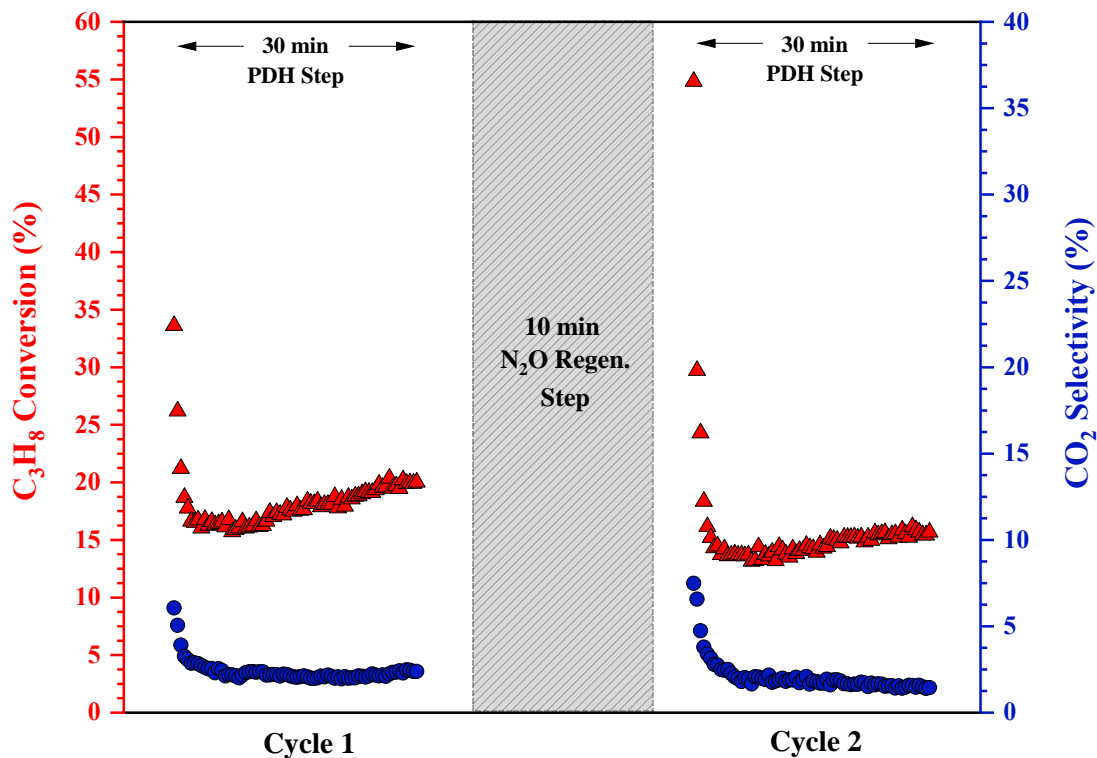 C₃H₈ Conversion (%)
60
55
50
45
40
35
30
25
20
15
10
5
0
30 min
PDH Step
10 min
N₂O Regen.
Step
30 min
PDH Step
40
35
30
25
20
15
10
5
0
CO₂ Selectivity (%)
Cycle 1
Cycle 2